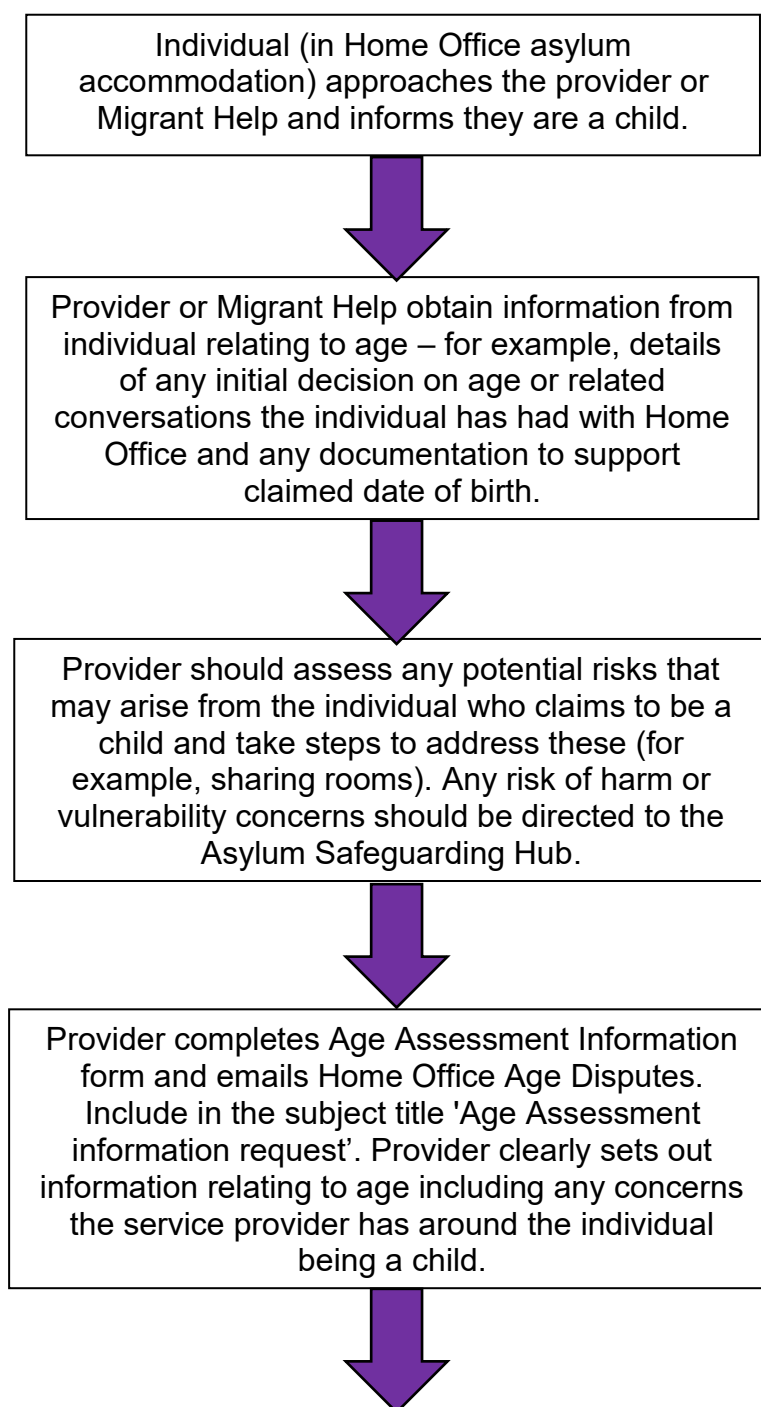 Individual (in Home Office asylum
accommodation) approaches the provider or
Migrant Help and informs they are a child.
Provider or Migrant Help obtain information from
individual relating to age – for example, details
of any initial decision on age or related
conversations the individual has had with Home
Office and any documentation to support
claimed date of birth.
Provider should assess any potential risks that
may arise from the individual who claims to be a
child and take steps to address these (for
example, sharing rooms). Any risk of harm or
vulnerability concerns should be directed to the
Asylum Safeguarding Hub.
Provider completes Age Assessment Information
form and emails Home Office Age Disputes.
Include in the subject title 'Age Assessment
information request’. Provider clearly sets out
information relating to age including any concerns
the service provider has around the individual
being a child.